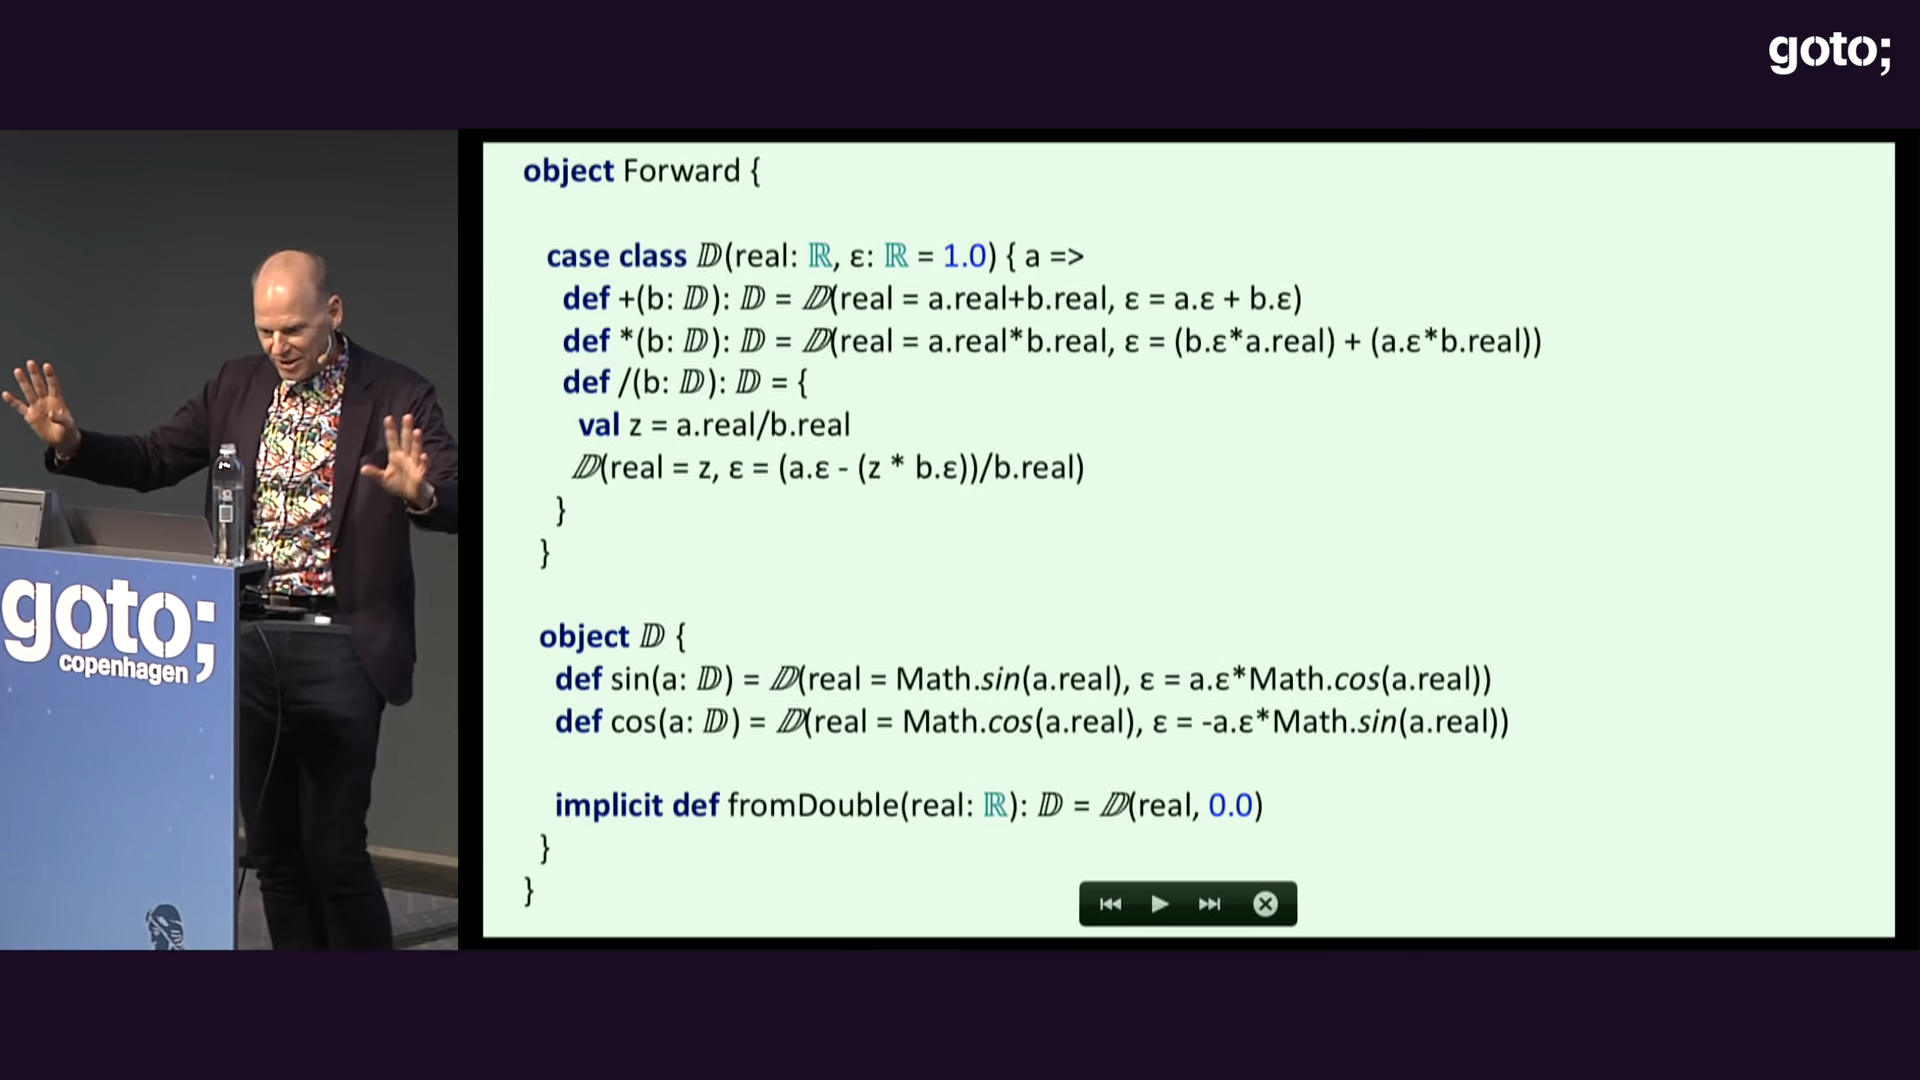 goto;
object Forward {
case class 𝔻(real: ℝ, ε: ℝ = 1.0) { a =>
def +(b: 𝔻): 𝔻 = 𝔻(real = a.real+b.real, ε = a.ε + b.ε)
def *(b: 𝔻): 𝔻 = 𝔻(real = a.real*b.real, ε = (b.ε*a.real) + (a.ε*b.real))
def /(b: 𝔻): 𝔻 = {
val z = a.real/b.real
𝔻(real = z, ε = (a.ε - (z * b.ε))/b.real)
}
}
object 𝔻 {
def sin(a: 𝔻) = 𝔻(real = Math.sin(a.real), ε = a.ε*Math.cos(a.real))
def cos(a: 𝔻) = 𝔻(real = Math.cos(a.real), ε = -a.ε*Math.sin(a.real))
implicit def fromDouble(real: ℝ): 𝔻 = 𝔻(real, 0.0)
}
}
goto;
copenhagen